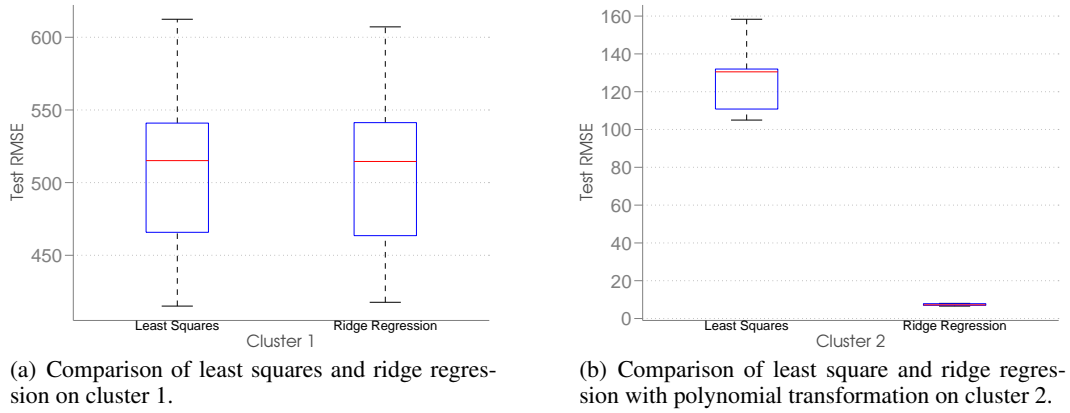 600
550
500
450
Test RMSE
Least Squares
Ridge Regression
Cluster 1
(a) Comparison of least squares and ridge regres-
sion on cluster 1.
160
140
120
100
80
60
40
20
0
Test RMSE
Least Squares
Ridge Regression
Cluster 2
(b) Comparison of least square and ridge regres-
sion with polynomial transformation on cluster 2.